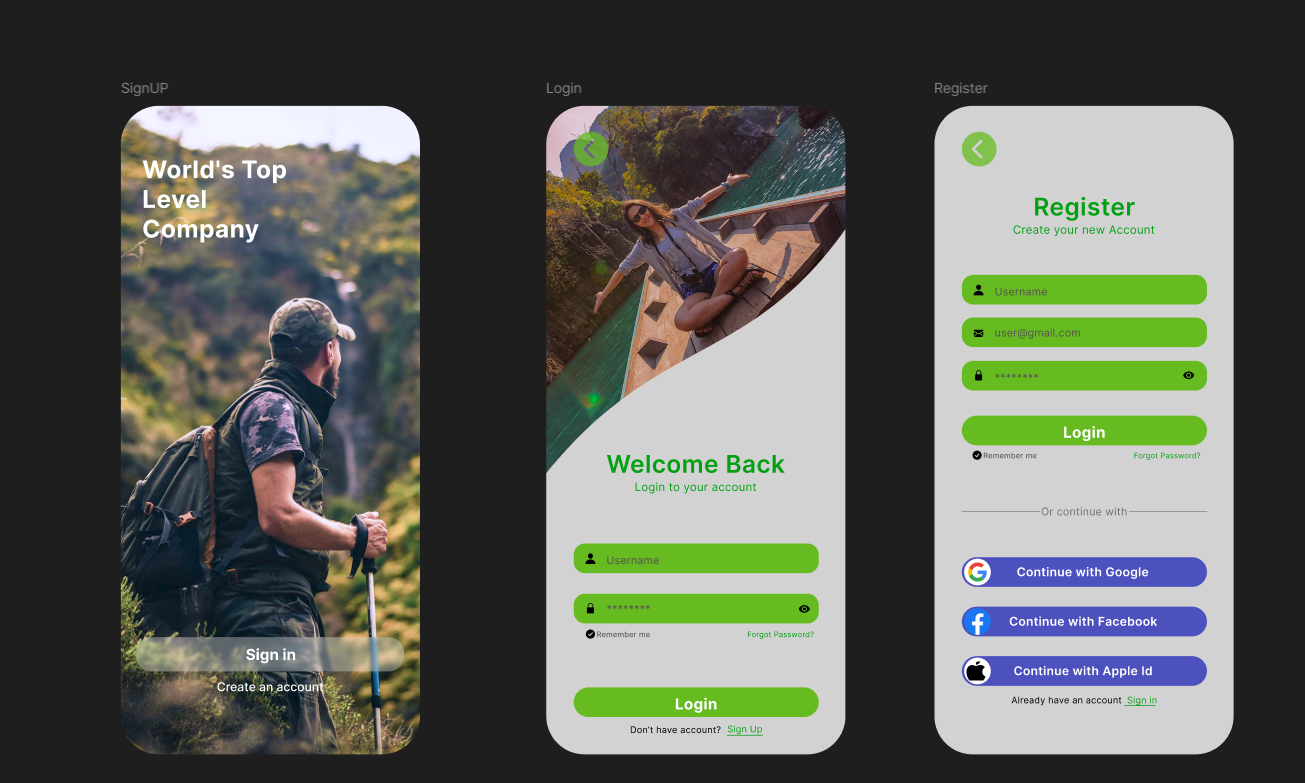 SignUP
World's Top
Level
Company
Sign in
Create an account
Login
Welcome Back
Login to your account
Username
********
Remember me
Forgot Password?
Login
Don't have account? Sign Up
Register
Register
Create your new Account
Username
user@gmail.com
********
Login
Remember me
Forgot Password?
Or continue with
Continue with Google
Continue with Facebook
Continue with Apple Id
Already have an account Sign in